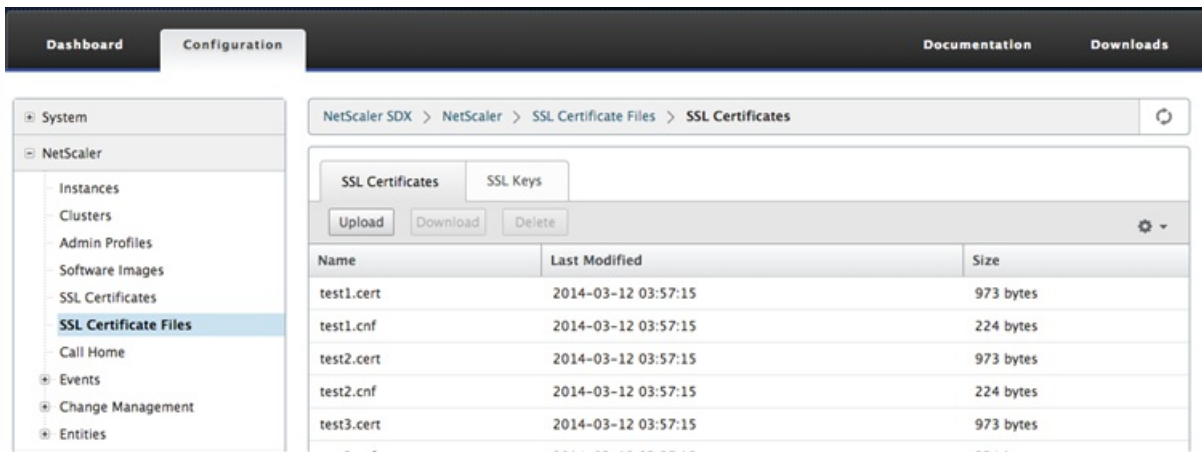 Dashboard Configuration Documentation Downloads
System
NetScaler
Instances
Clusters
Admin Profiles
Software Images
SSL Certificates
SSL Certificate Files
Call Home
Events
Change Management
Entities
NetScaler SDX > NetScaler > SSL Certificate Files > SSL Certificates
SSL Certificates SSL Keys
Upload Download Delete
Name Last Modified Size
test1.cert 2014-03-12 03:57:15 973 bytes
test1.cnf 2014-03-12 03:57:15 224 bytes
test2.cert 2014-03-12 03:57:15 973 bytes
test2.cnf 2014-03-12 03:57:15 224 bytes
test3.cert 2014-03-12 03:57:15 973 bytes